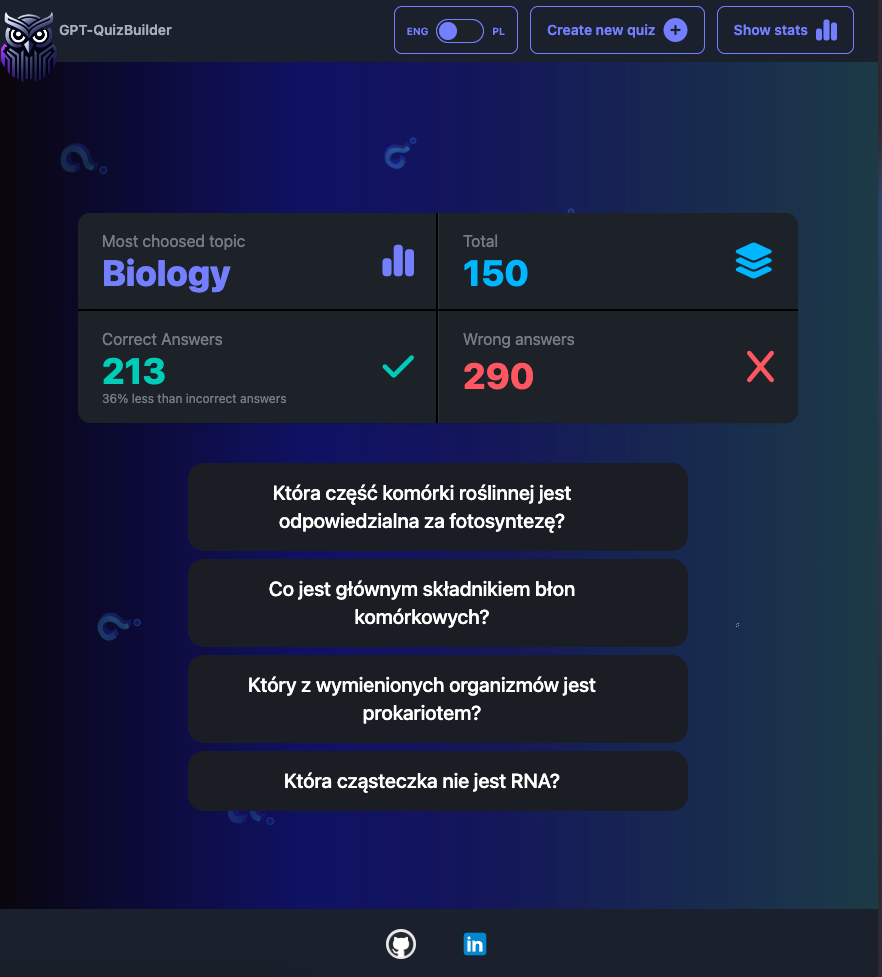 GPT-QuizBuilder
ENG PL
Create new quiz
Show stats
Most choosed topic
Biology
Total
150
Correct Answers
213
36% less than incorrect answers
Wrong answers
290
Która część komórki roślinnej jest
odpowiedzialna za fotosyntezę?
Co jest głównym składnikiem błon
komórkowych?
Który z wymienionych organizmów jest
prokariotem?
Która cząsteczka nie jest RNA?
in